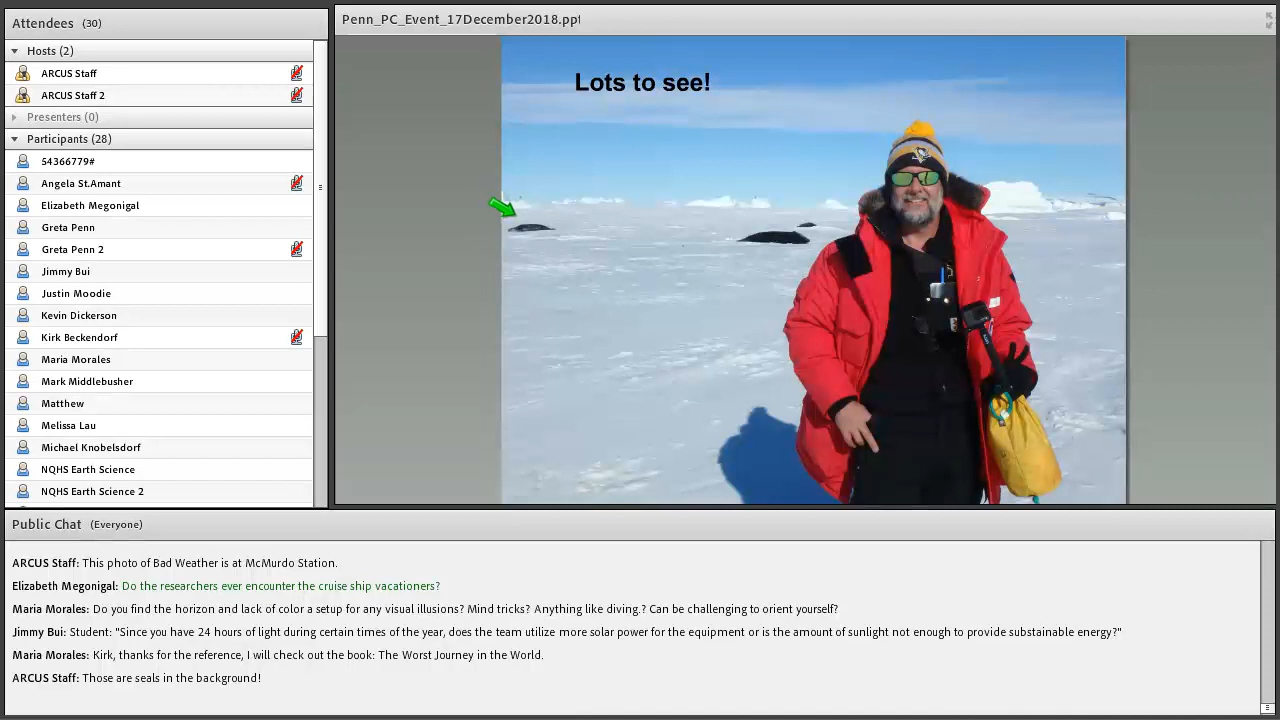 Attendees (30)
Hosts (2)
ARCUS Staff
ARCUS Staff 2
Presenters (0)
Participants (28)
54366779#
Angela St.Amant
Elizabeth Megonigal
Greta Penn
Greta Penn 2
Jimmy Bui
Justin Moodie
Kevin Dickerson
Kirk Beckendorf
Maria Morales
Mark Middlebusher
Matthew
Melissa Lau
Michael Knobelsdorf
NQHS Earth Science
NQHS Earth Science 2
Penn_PC_Event_17December2018.ppt
Lots to see!
Public Chat (Everyone)
ARCUS Staff: This photo of Bad Weather is at McMurdo Station.
Elizabeth Megonigal: Do the researchers ever encounter the cruise ship vacationers?
Maria Morales: Do you find the horizon and lack of color a setup for any visual illusions? Mind tricks? Anything like diving.? Can be challenging to orient yourself?
Jimmy Bui: Student: "Since you have 24 hours of light during certain times of the year, does the team utilize more solar power for the equipment or is the amount of sunlight not enough to provide substainable energy?"
Maria Morales: Kirk, thanks for the reference, I will check out the book: The Worst Journey in the World.
ARCUS Staff: Those are seals in the background!